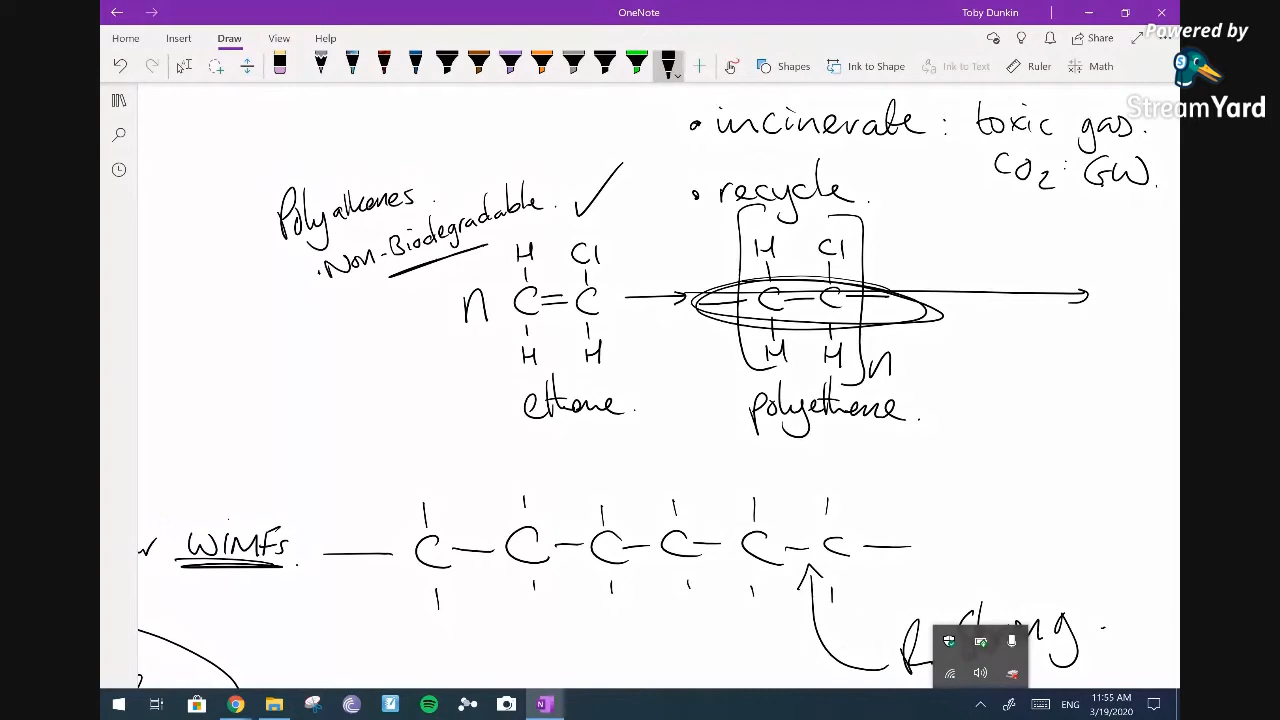 OneNote
Toby Dunkin
Powered by
StreamYard
Home Insert Draw View Help
Share
Shapes Ink to Shape Ink to Text Ruler Math
• incinerate : toxic gas.
CO2 : GW.
• recycle.
Polyalkenes.
• Non-Biodegradable.
H Cl H Cl
n C=C C-C
H H H H n
ethene. polyethene.
WIMFs.
C-C-C-C-C-C
11:55 AM
ENG
3/19/2020